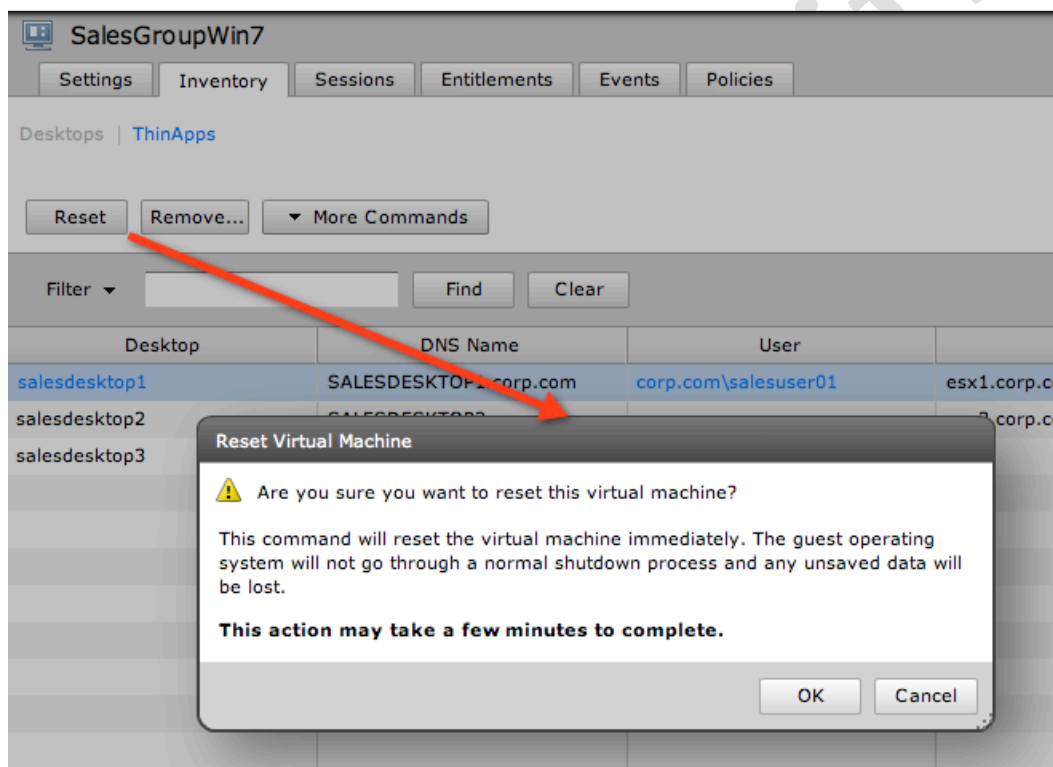 SalesGroupWin7
Settings Inventory Sessions Entitlements Events Policies
Desktops | ThinApps
Reset Remove... More Commands
Filter Find Clear
Desktop DNS Name User
salesdesktop1 SALESDESKTOP1.corp.com corp.com\salesuser01 esx1.corp.c
salesdesktop2 SALESDESKTOP2 .corp.c
salesdesktop3
Reset Virtual Machine
Are you sure you want to reset this virtual machine?
This command will reset the virtual machine immediately. The guest operating
system will not go through a normal shutdown process and any unsaved data will
be lost.
This action may take a few minutes to complete.
OK Cancel